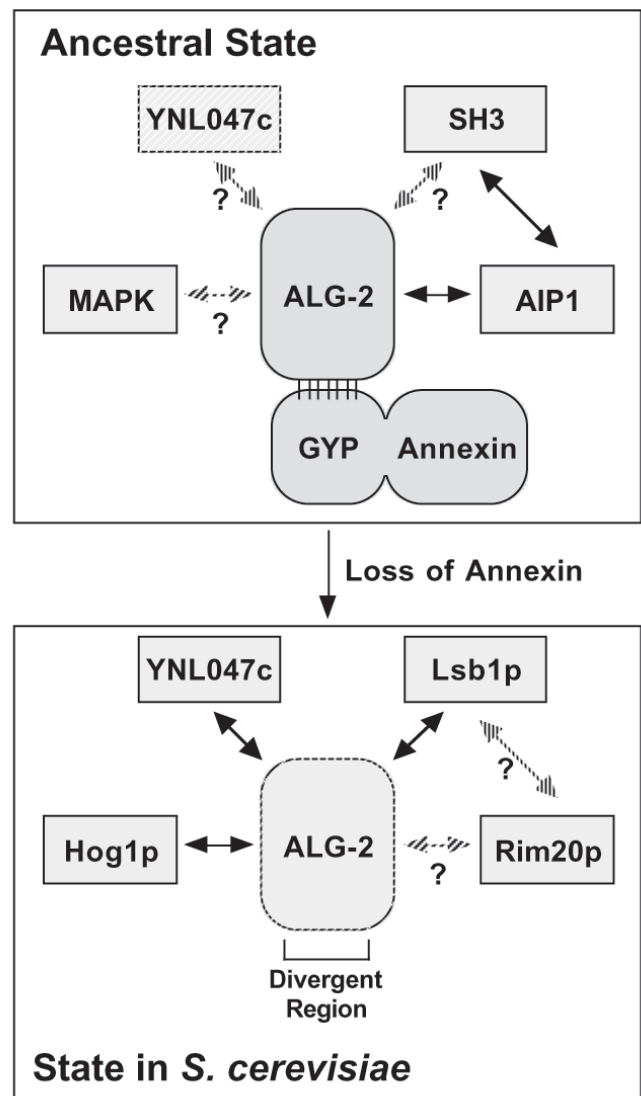 Ancestral State
YNL047c
SH3
?
?
MAPK
ALG-2
AIP1
?
GYP
Annexin
Loss of Annexin
YNL047c
Lsb1p
?
Hog1p
ALG-2
Rim20p
?
Divergent
Region
State in S. cerevisiae